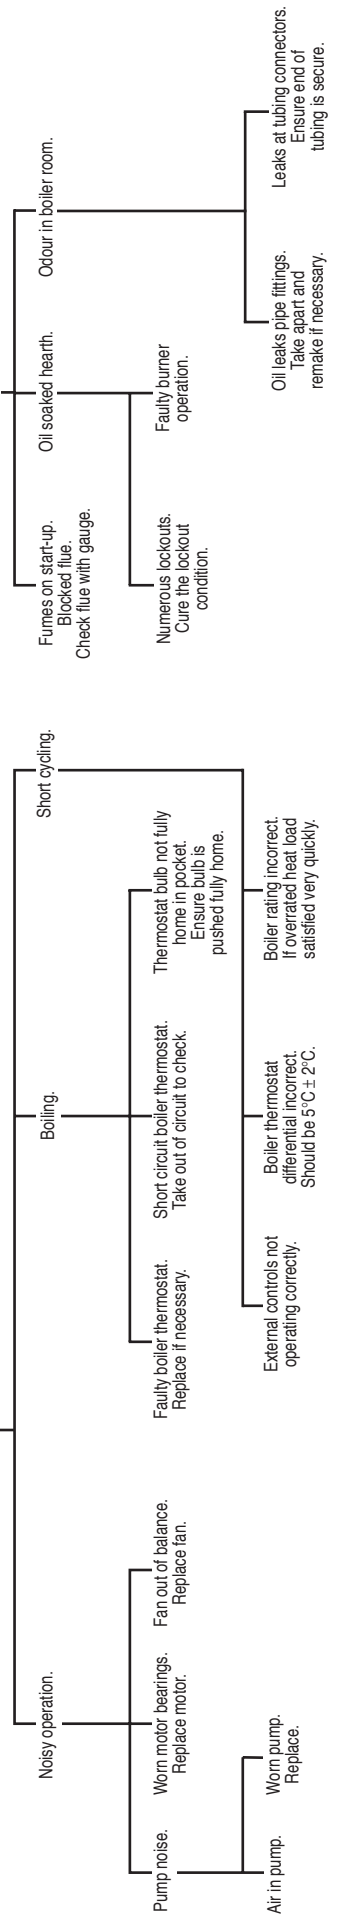 Noisy operation.
Boiling.
Short cycling.
Pump noise.
Worn motor bearings.
Replace motor.
Fan out of balance.
Replace fan.
Faulty boiler thermostat.
Replace if necessary.
Short circuit boiler thermostat.
Take out of circuit to check.
Thermostat bulb not fully
home in pocket.
Ensure bulb is
pushed fully home.
Air in pump.
Worn pump.
Replace.
External controls not
operating correctly.
Boiler thermostat
differential incorrect.
Should be 5°C ± 2°C.
Boiler rating incorrect.
If overrated heat load
satisfied very quickly.
Fumes on start-up.
Blocked flue.
Check flue with gauge.
Oil soaked hearth.
Odour in boiler room.
Numerous lockouts.
Cure the lockout
condition.
Faulty burner
operation.
Oil leaks pipe fittings.
Take apart and
remake if necessary.
Leaks at tubing connectors.
Ensure end of
tubing is secure.